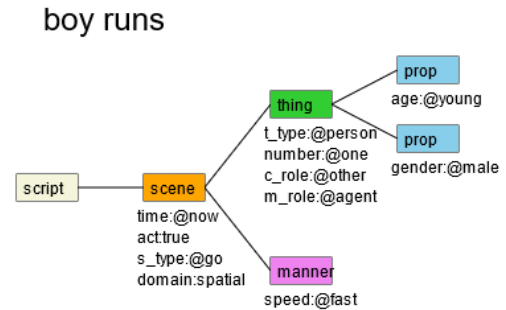 boy runs
prop
age:@young
thing
t_type:@person
number:@one
c_role:@other
m_role:@agent
prop
gender:@male
script
scene
time:@now
act:true
s_type:@go
domain:spatial
manner
speed:@fast